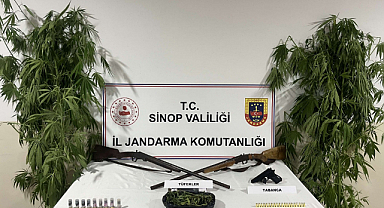 T.C.
SİNOP VALİLİĞİ
İL JANDARMA KOMUTANLIĞI
TÜFEKLER
TABANCA